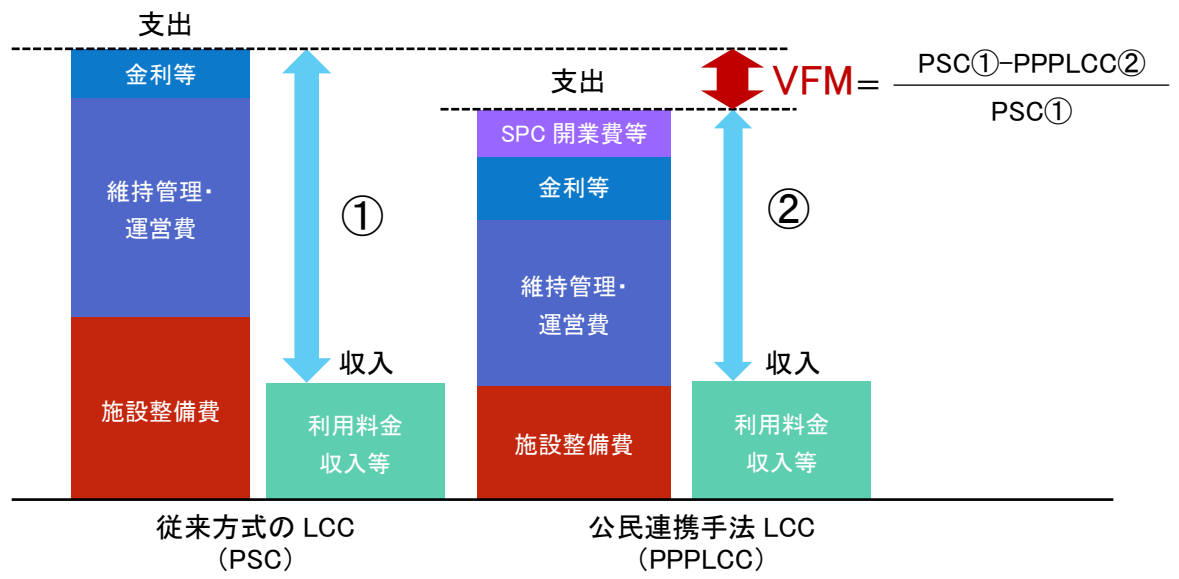 支出
金利等
維持管理・
運営費
施設整備費
①
収入
利用料金
収入等
従来方式の LCC
（PSC）
支出
SPC 開業費等
金利等
維持管理・
運営費
施設整備費
②
収入
利用料金
収入等
公民連携手法 LCC
（PPPLCC）
VFM＝
PSC①-PPPLCC②
PSC①